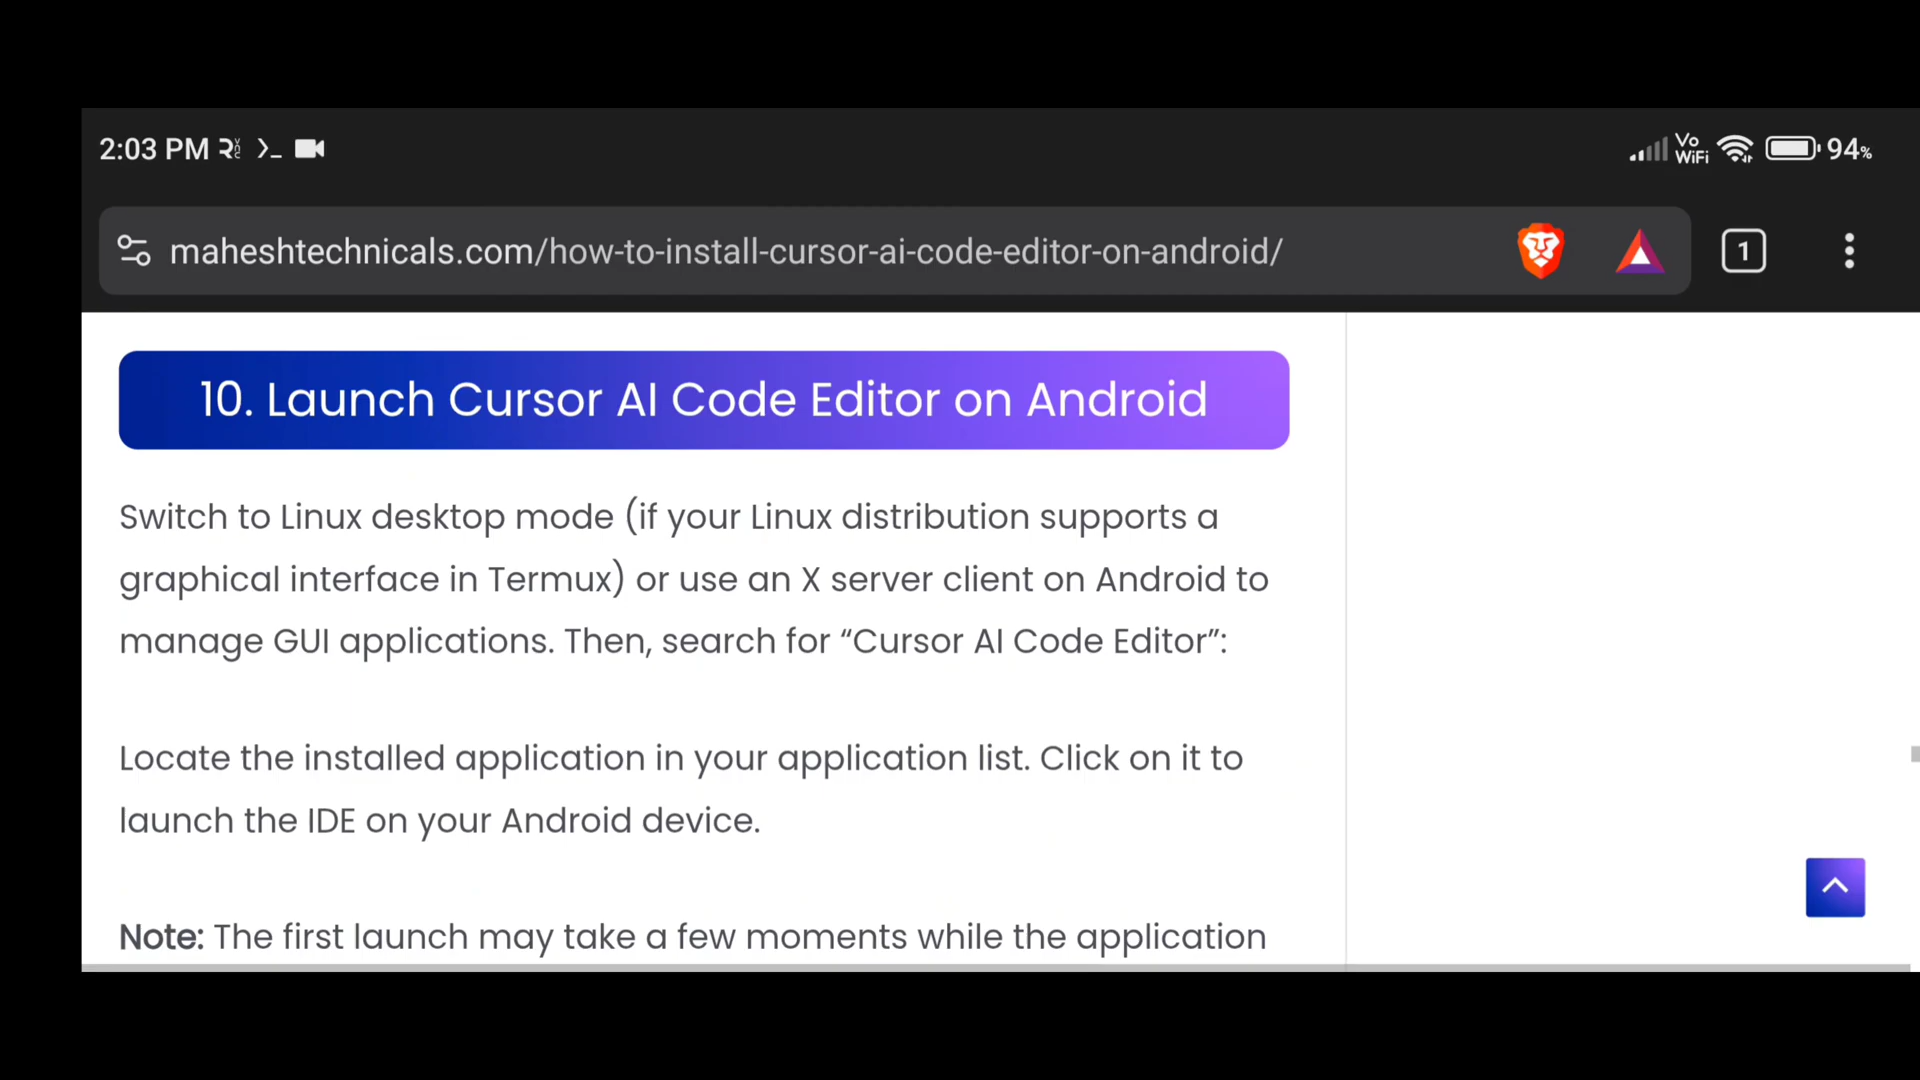 2:03 PM
Vo
WiFi
94%
maheshtechnicals.com/how-to-install-cursor-ai-code-editor-on-android/
1
10. Launch Cursor AI Code Editor on Android
Switch to Linux desktop mode (if your Linux distribution supports a
graphical interface in Termux) or use an X server client on Android to
manage GUI applications. Then, search for “Cursor AI Code Editor”:
Locate the installed application in your application list. Click on it to
launch the IDE on your Android device.
Note: The first launch may take a few moments while the application